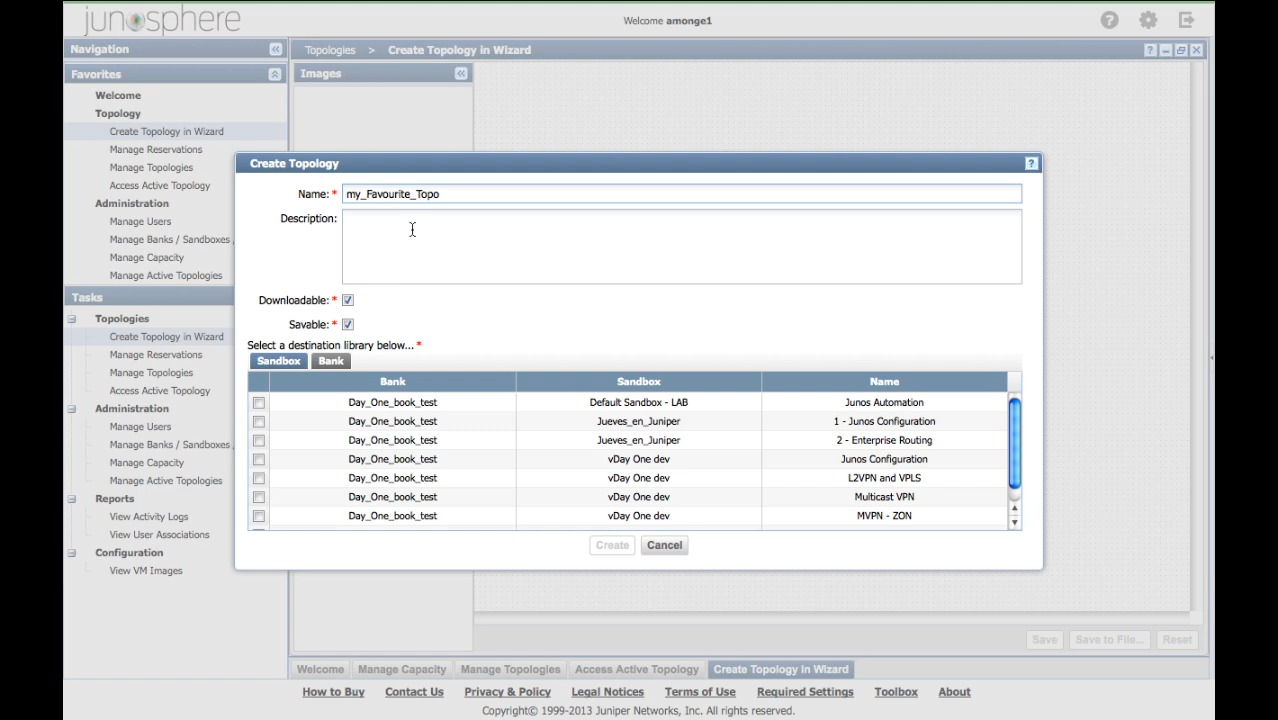 junosphere
Welcome amonge1
Navigation
Topologies > Create Topology in Wizard
Favorites
Images
Welcome
Topology
Create Topology in Wizard
Manage Reservations
Manage Topologies
Access Active Topology
Administration
Manage Users
Manage Banks / Sandboxes /
Manage Capacity
Manage Active Topologies
Tasks
Topologies
Create Topology in Wizard
Manage Reservations
Manage Topologies
Access Active Topology
Administration
Manage Users
Manage Banks / Sandboxes /
Manage Capacity
Manage Active Topologies
Reports
View Activity Logs
View User Associations
Configuration
View VM Images
Create Topology
Name: * my_Favourite_Topo
Description:
Downloadable: *
Savable: *
Select a destination library below... *
Sandbox Bank
Bank Sandbox Name
Day_One_book_test Default Sandbox - LAB Junos Automation
Day_One_book_test Jueves_en_Juniper 1 - Junos Configuration
Day_One_book_test Jueves_en_Juniper 2 - Enterprise Routing
Day_One_book_test vDay One dev Junos Configuration
Day_One_book_test vDay One dev L2VPN and VPLS
Day_One_book_test vDay One dev Multicast VPN
Day_One_book_test vDay One dev MVPN - ZON
Create Cancel
Save Save to File... Reset
Welcome Manage Capacity Manage Topologies Access Active Topology Create Topology in Wizard
How to Buy Contact Us Privacy & Policy Legal Notices Terms of Use Required Settings Toolbox About
Copyright© 1999-2013 Juniper Networks, Inc. All rights reserved.